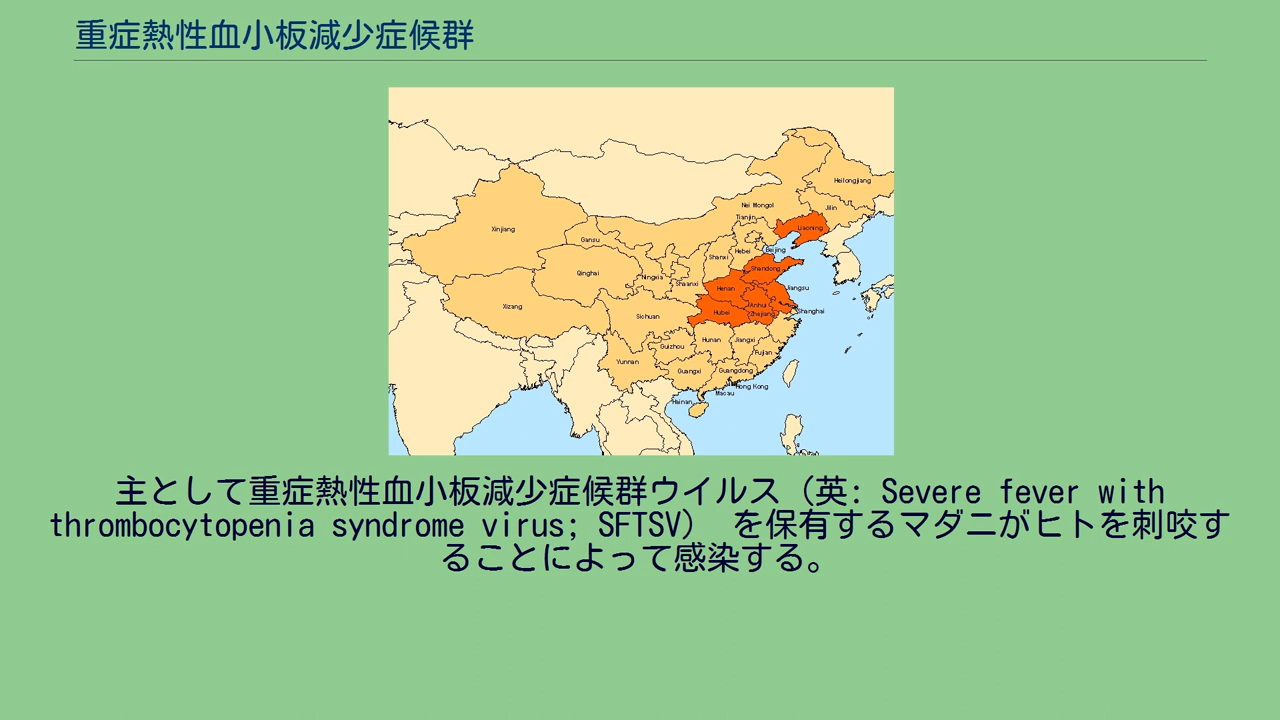 重症熱性血小板減少症候群
Heilongjiang
Jilin
Nei Mongol
Tianjin
Liaoning
Xinjiang
Gansu
Hebei
Beijing
Shanxi
Shandong
Qinghai
Ningxia
Shaanxi
Henan
Jiangsu
Xizang
Anhui
Sichuan
Hubei
Zhejiang
Shanghai
Guizhou
Hunan
Jiangxi
Fujian
Yunnan
Guangxi
Guangdong
Hong Kong
Macau
Hainan
主として重症熱性血小板減少症候群ウイルス（英: Severe fever with
thrombocytopenia syndrome virus; SFTSV） を保有するマダニがヒトを刺咬す
ることによって感染する。